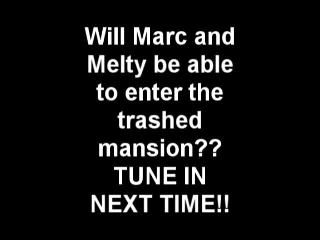 Will Marc and
Melty be able
to enter the
trashed
mansion??
TUNE IN
NEXT TIME!!